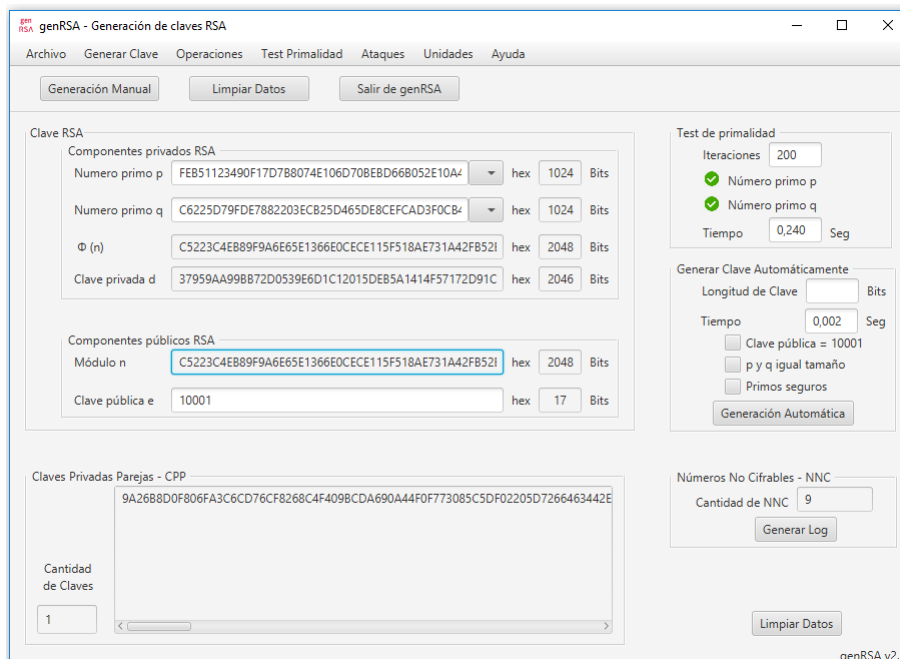 gen RSA genRSA - Generación de claves RSA
Archivo Generar Clave Operaciones Test Primalidad Ataques Unidades Ayuda
Generación Manual Limpiar Datos Salir de genRSA
Clave RSA
Componentes privados RSA
Numero primo p FEB51123490F17D7B8074E106D70BEBD66B052E10A4 hex 1024 Bits
Numero primo q C6225D79FDE7882203ECB25D465DE8CEFCAD3F0CB4 hex 1024 Bits
Φ (n) C5223C4EB89F9A6E65E1366E0CECE115F518AE731A42FB52 hex 2048 Bits
Clave privada d 37959AA99BB72D0539E6D1C12015DEB5A1414F57172D91C hex 2046 Bits
Componentes públicos RSA
Módulo n C5223C4EB89F9A6E65E1366E0CECE115F518AE731A42FB52 hex 2048 Bits
Clave pública e 10001 hex 17 Bits
Test de primalidad
Iteraciones 200
Número primo p
Número primo q
Tiempo 0,240 Seg
Generar Clave Automáticamente
Longitud de Clave Bits
Tiempo 0,002 Seg
Clave pública = 10001
p y q igual tamaño
Primos seguros
Generación Automática
Claves Privadas Parejas - CPP
9A26B8D0F806FA3C6CD76CF8268C4F409BCDA690A44F0F773085C5DF02205D7266463442E
Cantidad
de Claves
1
Números No Cifrables - NNC
Cantidad de NNC 9
Generar Log
Limpiar Datos
genRSA v2.